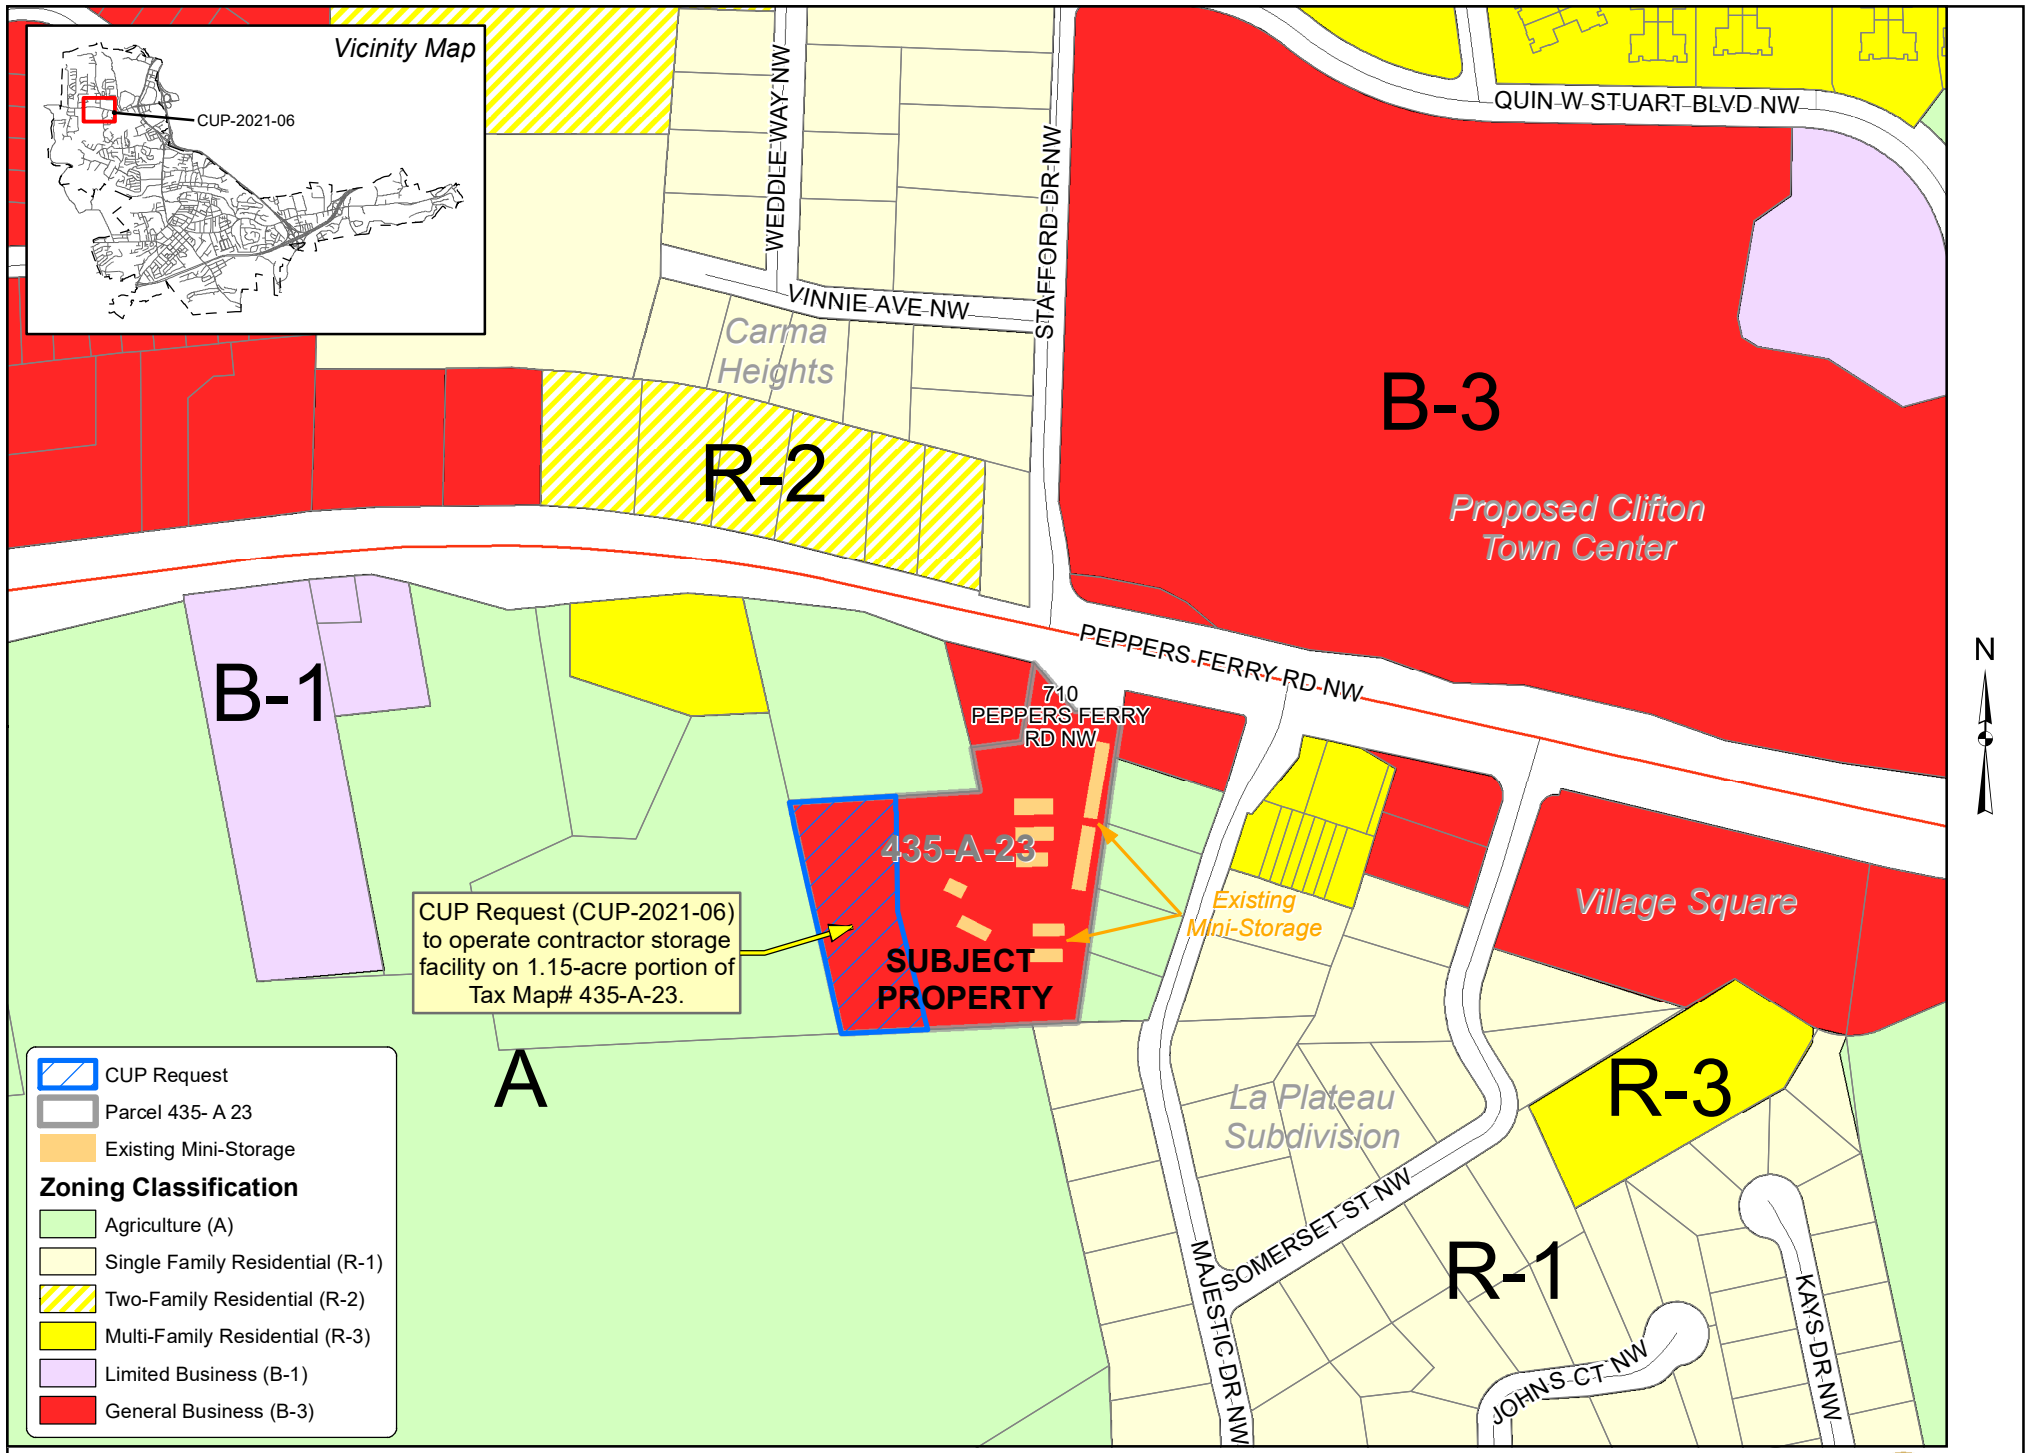 Vicinity Map
CUP-2021-06
WEDDLE WAY NW
STAFFORD DR NW
QUIN W STUART BLVD NW
VINNIE AVE NW
Carma
Heights
B-3
R-2
Proposed Clifton
Town Center
PEPPERS FERRY RD NW
B-1
710
PEPPERS FERRY
RD NW
N
435-A-23
Existing
Mini-Storage
Village Square
CUP Request (CUP-2021-06)
to operate contractor storage
facility on 1.15-acre portion of
Tax Map# 435-A-23.
SUBJECT
PROPERTY
A
La Plateau
Subdivision
R-3
SOMERSET ST NW
MAJESTIC DR NW
R-1
KAYS DR NW
JOHNS CT NW
CUP Request
Parcel 435- A 23
Existing Mini-Storage
Zoning Classification
Agriculture (A)
Single Family Residential (R-1)
Two-Family Residential (R-2)
Multi-Family Residential (R-3)
Limited Business (B-1)
General Business (B-3)